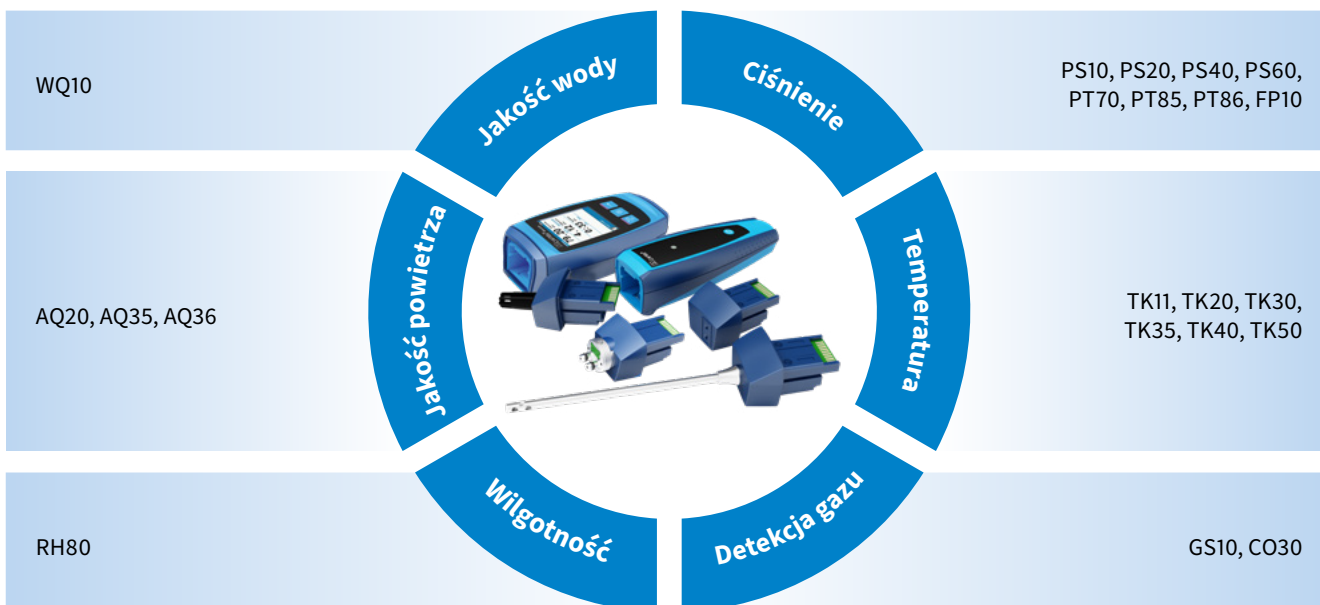 WQ10
Jakość wody
Ciśnienie
PS10, PS20, PS40, PS60,
PT70, PT85, PT86, FP10
AQ20, AQ35, AQ36
Jakość powietrza
Temperatura
TK11, TK20, TK30,
TK35, TK40, TK50
RH80
Wilgotność
Detekcja gazu
GS10, CO30